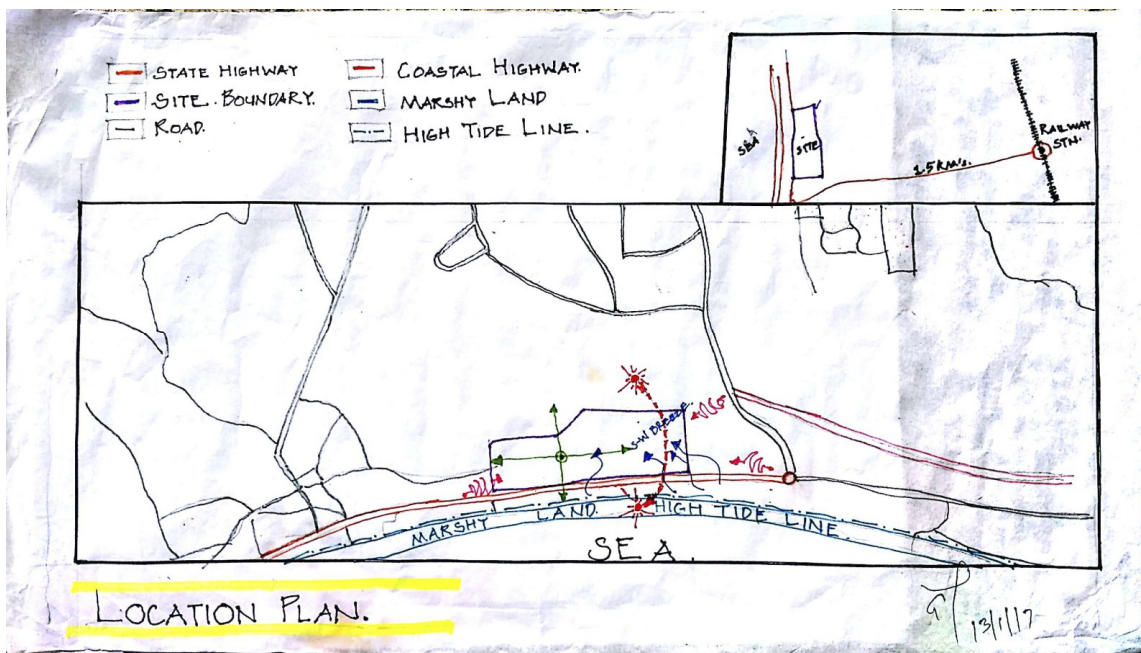 STATE HIGHWAY
SITE BOUNDARY.
ROAD.
COASTAL HIGHWAY.
MARSHY LAND
HIGH TIDE LINE.
SEA
SITE
1.5 KM's.
RAILWAY
STN.
S-W BREEZE
MARSHY LAND.
HIGH TIDE LINE
SEA.
LOCATION PLAN.
13/1/17